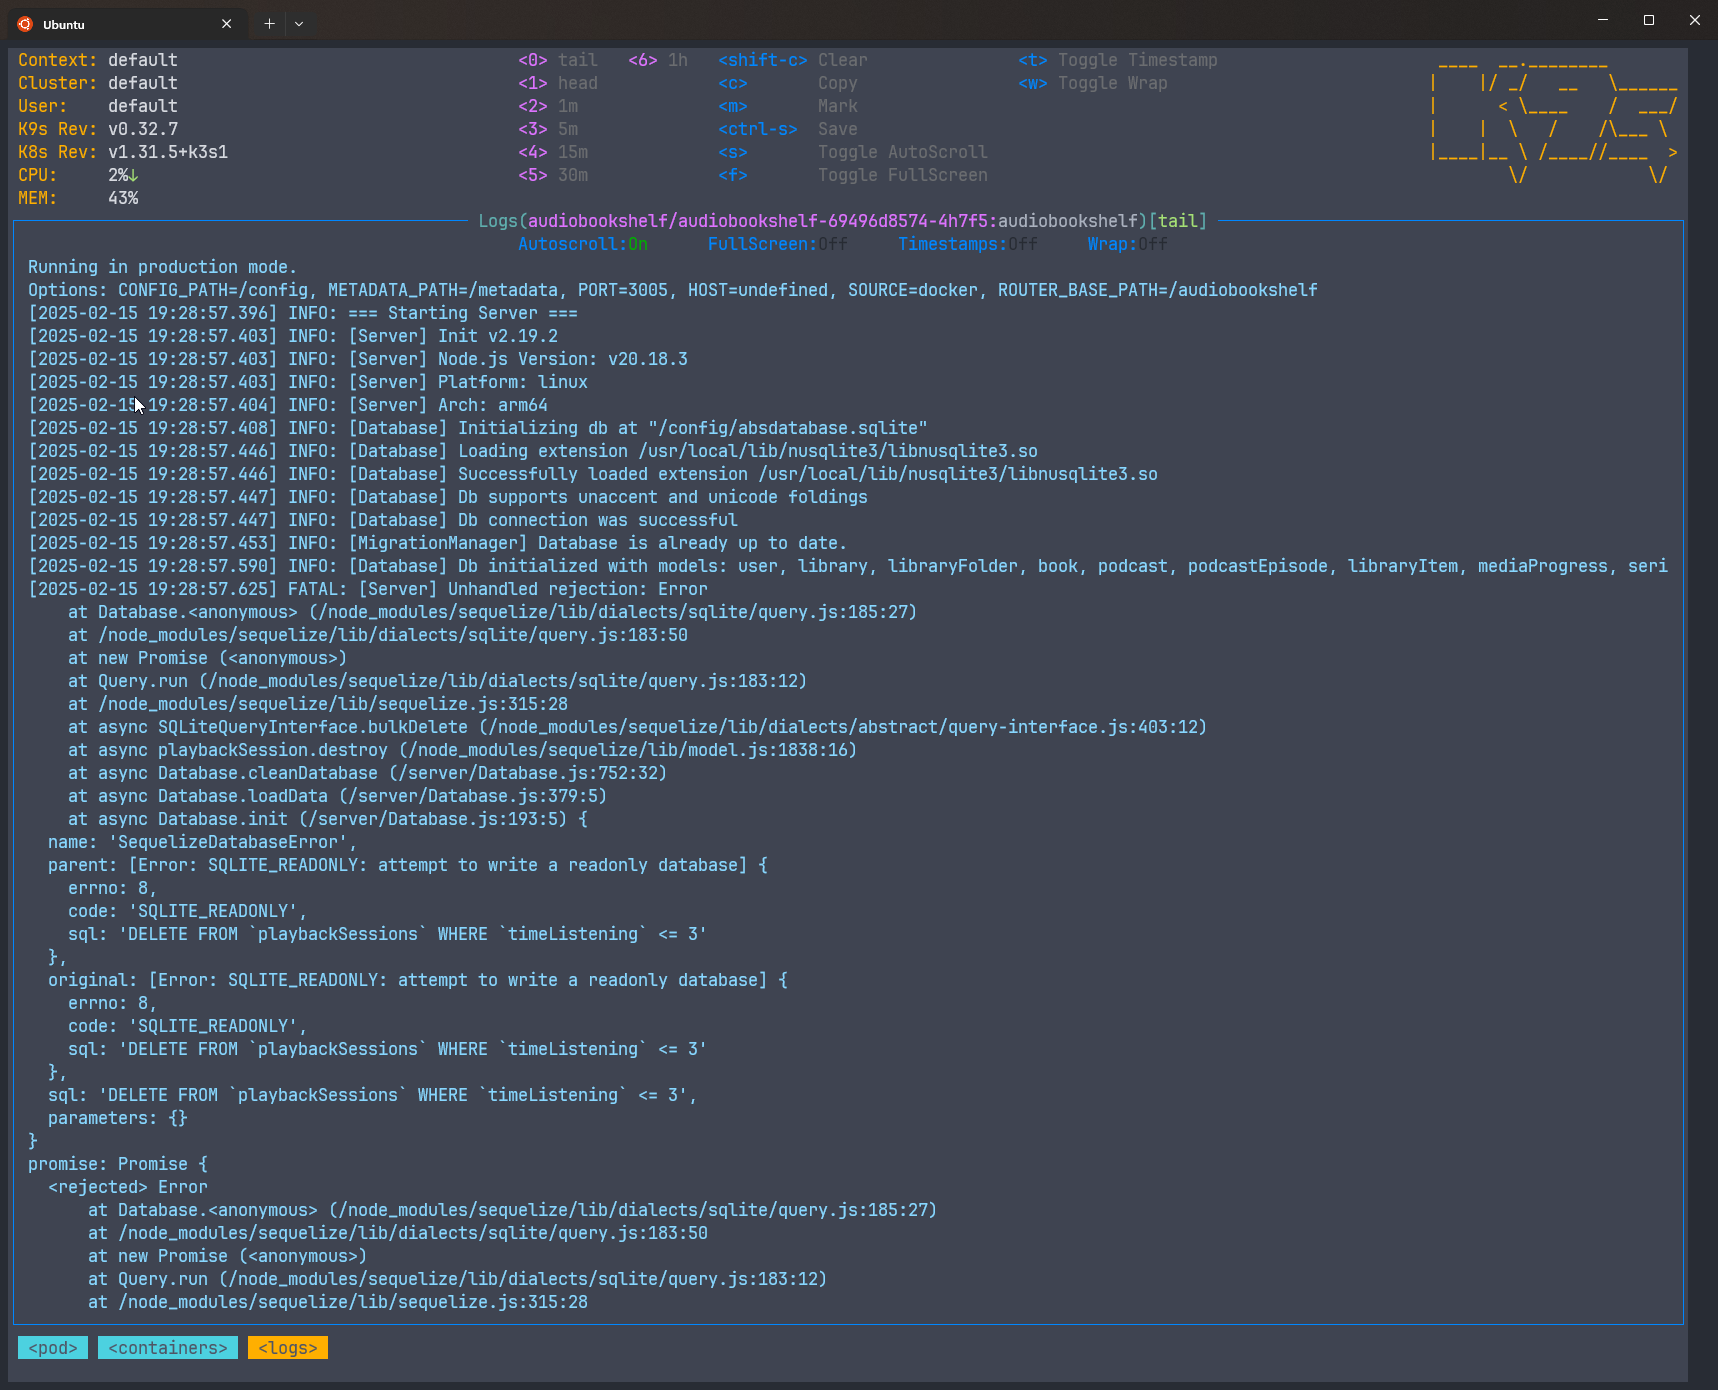 Ubuntu
Context: default <0> tail <6> 1h <shift-c> Clear <t> Toggle Timestamp
Cluster: default <1> head <c> Copy <w> Toggle Wrap
User: default <2> 1m <m> Mark
K9s Rev: v0.32.7 <3> 5m <ctrl-s> Save
K8s Rev: v1.31.5+k3s1 <4> 15m <s> Toggle AutoScroll
CPU: 2%↓ <5> 30m <f> Toggle FullScreen
MEM: 43%
Logs(audiobookshelf/audiobookshelf-69496d8574-4h7f5:audiobookshelf)[tail]
Autoscroll:On FullScreen:Off Timestamps:Off Wrap:Off
Running in production mode.
Options: CONFIG_PATH=/config, METADATA_PATH=/metadata, PORT=3005, HOST=undefined, SOURCE=docker, ROUTER_BASE_PATH=/audiobookshelf
[2025-02-15 19:28:57.396] INFO: === Starting Server ===
[2025-02-15 19:28:57.403] INFO: [Server] Init v2.19.2
[2025-02-15 19:28:57.403] INFO: [Server] Node.js Version: v20.18.3
[2025-02-15 19:28:57.403] INFO: [Server] Platform: linux
[2025-02-15 19:28:57.404] INFO: [Server] Arch: arm64
[2025-02-15 19:28:57.408] INFO: [Database] Initializing db at "/config/absdatabase.sqlite"
[2025-02-15 19:28:57.446] INFO: [Database] Loading extension /usr/local/lib/nusqlite3/libnusqlite3.so
[2025-02-15 19:28:57.446] INFO: [Database] Successfully loaded extension /usr/local/lib/nusqlite3/libnusqlite3.so
[2025-02-15 19:28:57.447] INFO: [Database] Db supports unaccent and unicode foldings
[2025-02-15 19:28:57.447] INFO: [Database] Db connection was successful
[2025-02-15 19:28:57.453] INFO: [MigrationManager] Database is already up to date.
[2025-02-15 19:28:57.590] INFO: [Database] Db initialized with models: user, library, libraryFolder, book, podcast, podcastEpisode, libraryItem, mediaProgress, seri
[2025-02-15 19:28:57.625] FATAL: [Server] Unhandled rejection: Error
at Database.<anonymous> (/node_modules/sequelize/lib/dialects/sqlite/query.js:185:27)
at /node_modules/sequelize/lib/dialects/sqlite/query.js:183:50
at new Promise (<anonymous>)
at Query.run (/node_modules/sequelize/lib/dialects/sqlite/query.js:183:12)
at /node_modules/sequelize/lib/sequelize.js:315:28
at async SQLiteQueryInterface.bulkDelete (/node_modules/sequelize/lib/dialects/abstract/query-interface.js:403:12)
at async playbackSession.destroy (/node_modules/sequelize/lib/model.js:1838:16)
at async Database.cleanDatabase (/server/Database.js:752:32)
at async Database.loadData (/server/Database.js:379:5)
at async Database.init (/server/Database.js:193:5) {
name: 'SequelizeDatabaseError',
parent: [Error: SQLITE_READONLY: attempt to write a readonly database] {
errno: 8,
code: 'SQLITE_READONLY',
sql: 'DELETE FROM `playbackSessions` WHERE `timeListening` <= 3'
},
original: [Error: SQLITE_READONLY: attempt to write a readonly database] {
errno: 8,
code: 'SQLITE_READONLY',
sql: 'DELETE FROM `playbackSessions` WHERE `timeListening` <= 3'
},
sql: 'DELETE FROM `playbackSessions` WHERE `timeListening` <= 3',
parameters: {}
}
promise: Promise {
<rejected> Error
at Database.<anonymous> (/node_modules/sequelize/lib/dialects/sqlite/query.js:185:27)
at /node_modules/sequelize/lib/dialects/sqlite/query.js:183:50
at new Promise (<anonymous>)
at Query.run (/node_modules/sequelize/lib/dialects/sqlite/query.js:183:12)
at /node_modules/sequelize/lib/sequelize.js:315:28
<pod> <containers> <logs>